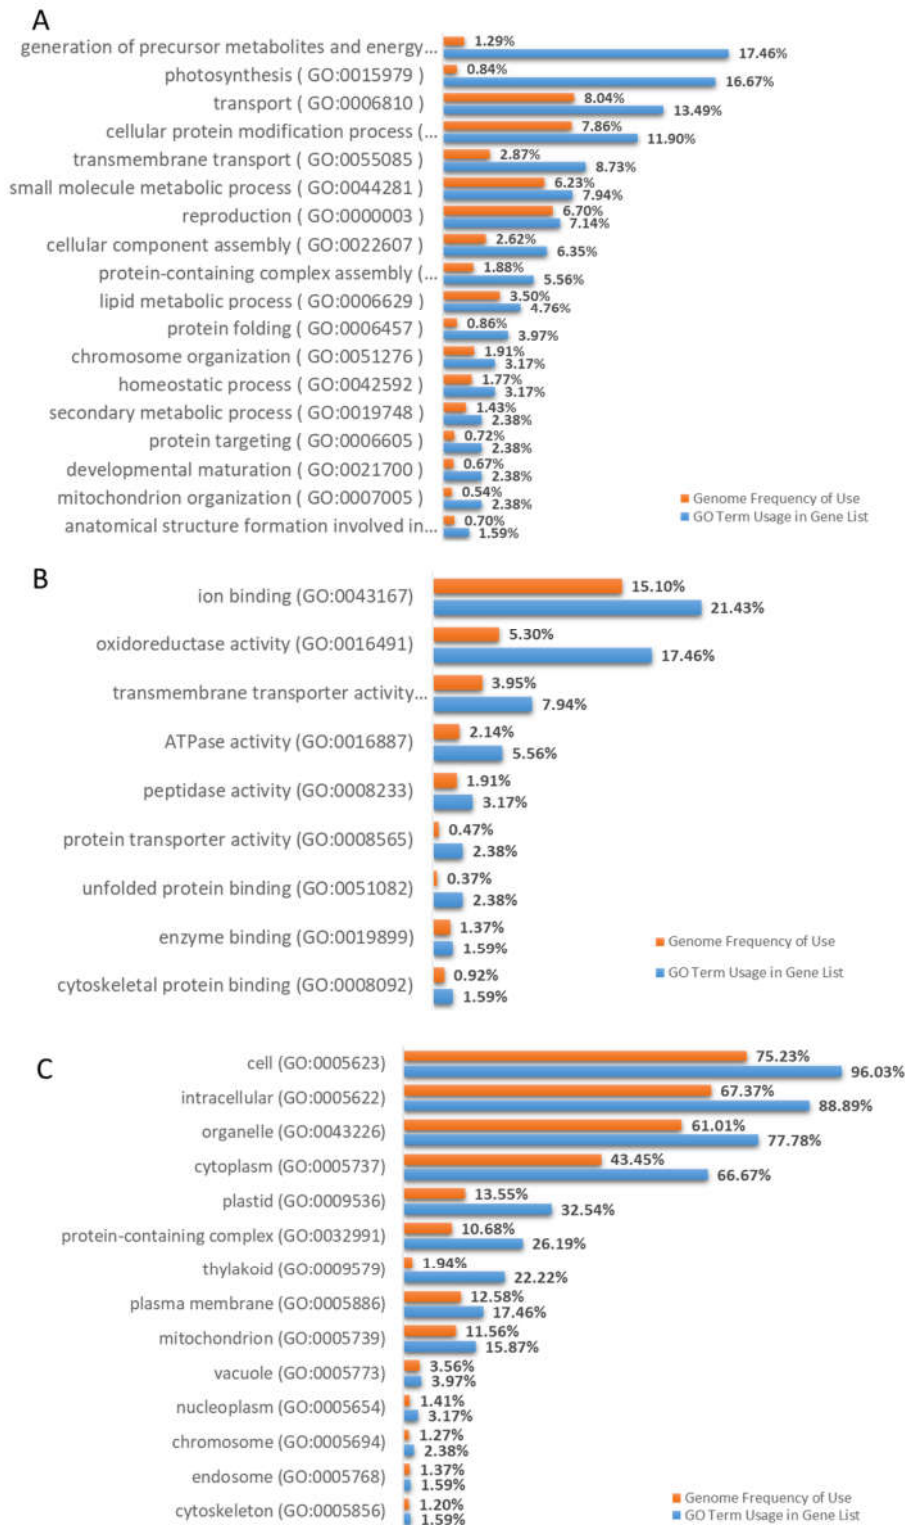 A
generation of precursor metabolites and energy...
1.29%
17.46%
photosynthesis ( GO:0015979 )
0.84%
16.67%
transport ( GO:0006810 )
8.04%
13.49%
cellular protein modification process (...
7.86%
11.90%
transmembrane transport ( GO:0055085 )
2.87%
8.73%
small molecule metabolic process ( GO:0044281 )
6.23%
7.94%
reproduction ( GO:0000003 )
6.70%
7.14%
cellular component assembly ( GO:0022607 )
2.62%
6.35%
protein-containing complex assembly (...
1.88%
5.56%
lipid metabolic process ( GO:0006629 )
3.50%
4.76%
protein folding ( GO:0006457 )
0.86%
3.97%
chromosome organization ( GO:0051276 )
1.91%
3.17%
homeostatic process ( GO:0042592 )
1.77%
3.17%
secondary metabolic process ( GO:0019748 )
1.43%
2.38%
protein targeting ( GO:0006605 )
0.72%
2.38%
developmental maturation ( GO:0021700 )
0.67%
2.38%
mitochondrion organization ( GO:0007005 )
0.54%
2.38%
anatomical structure formation involved in...
0.70%
1.59%
Genome Frequency of Use
GO Term Usage in Gene List
B
ion binding (GO:0043167)
15.10%
21.43%
oxidoreductase activity (GO:0016491)
5.30%
17.46%
transmembrane transporter activity...
3.95%
7.94%
ATPase activity (GO:0016887)
2.14%
5.56%
peptidase activity (GO:0008233)
1.91%
3.17%
protein transporter activity (GO:0008565)
0.47%
2.38%
unfolded protein binding (GO:0051082)
0.37%
2.38%
enzyme binding (GO:0019899)
1.37%
1.59%
cytoskeletal protein binding (GO:0008092)
0.92%
1.59%
Genome Frequency of Use
GO Term Usage in Gene List
C
cell (GO:0005623)
75.23%
96.03%
intracellular (GO:0005622)
67.37%
88.89%
organelle (GO:0043226)
61.01%
77.78%
cytoplasm (GO:0005737)
43.45%
66.67%
plastid (GO:0009536)
13.55%
32.54%
protein-containing complex (GO:0032991)
10.68%
26.19%
thylakoid (GO:0009579)
1.94%
22.22%
plasma membrane (GO:0005886)
12.58%
17.46%
mitochondrion (GO:0005739)
11.56%
15.87%
vacuole (GO:0005773)
3.56%
3.97%
nucleoplasm (GO:0005654)
1.41%
3.17%
chromosome (GO:0005694)
1.27%
2.38%
endosome (GO:0005768)
1.37%
1.59%
cytoskeleton (GO:0005856)
1.20%
1.59%
Genome Frequency of Use
GO Term Usage in Gene List